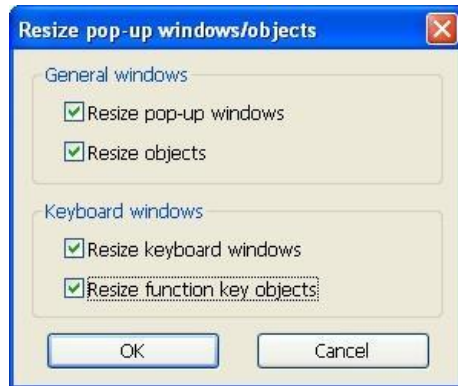 Resize pop-up windows/objects
General windows
Resize pop-up windows
Resize objects
Keyboard windows
Resize keyboard windows
Resize function key objects
OK Cancel